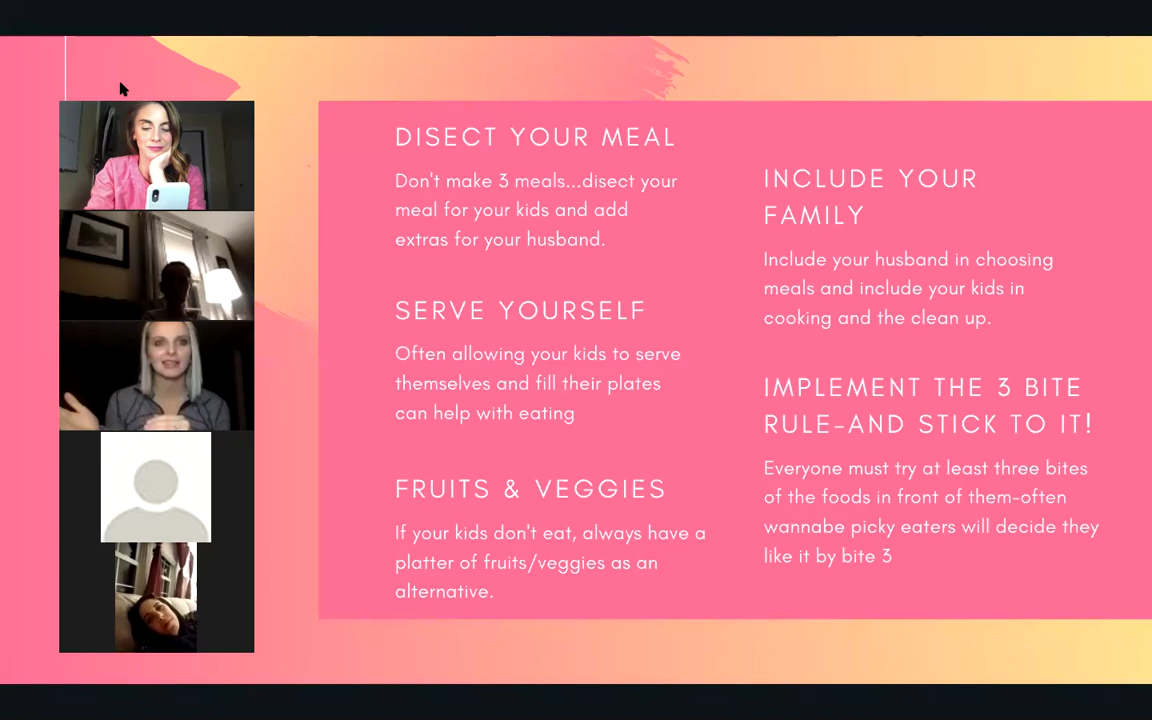 DISECT YOUR MEAL
Don't make 3 meals...disect your
meal for your kids and add
extras for your husband.
SERVE YOURSELF
Often allowing your kids to serve
themselves and fill their plates
can help with eating
FRUITS & VEGGIES
If your kids don't eat, always have a
platter of fruits/veggies as an
alternative.
INCLUDE YOUR
FAMILY
Include your husband in choosing
meals and include your kids in
cooking and the clean up.
IMPLEMENT THE 3 BITE
RULE-AND STICK TO IT!
Everyone must try at least three bites
of the foods in front of them-often
wannabe picky eaters will decide they
like it by bite 3